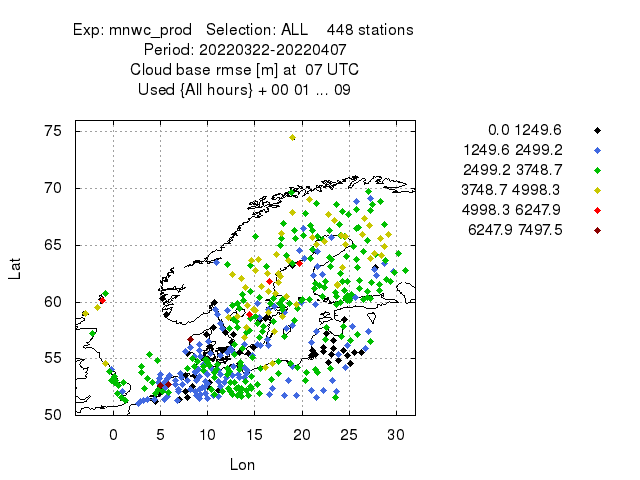 Exp: mnwc_prod Selection: ALL 448 stations
Period: 20220322-20220407
Cloud base rmse [m] at 07 UTC
Used {All hours} + 00 01 ... 09
75
70
65
60
55
50
Lat
0 5 10 15 20 25 30
Lon
0.0 1249.6
1249.6 2499.2
2499.2 3748.7
3748.7 4998.3
4998.3 6247.9
6247.9 7497.5